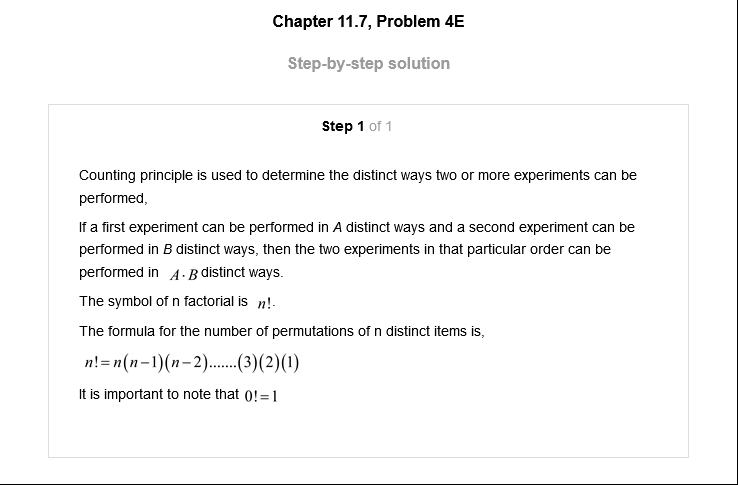 Chapter 11.7, Problem 4E
Step-by-step solution
Step 1 of 1
Counting principle is used to determine the distinct ways two or more experiments can be
performed,
If a first experiment can be performed in A distinct ways and a second experiment can be
performed in B distinct ways, then the two experiments in that particular order can be
performed in A·B distinct ways.
The symbol of n factorial is n!.
The formula for the number of permutations of n distinct items is,
n!=n(n−1)(n−2).......(3)(2)(1)
It is important to note that 0!=1